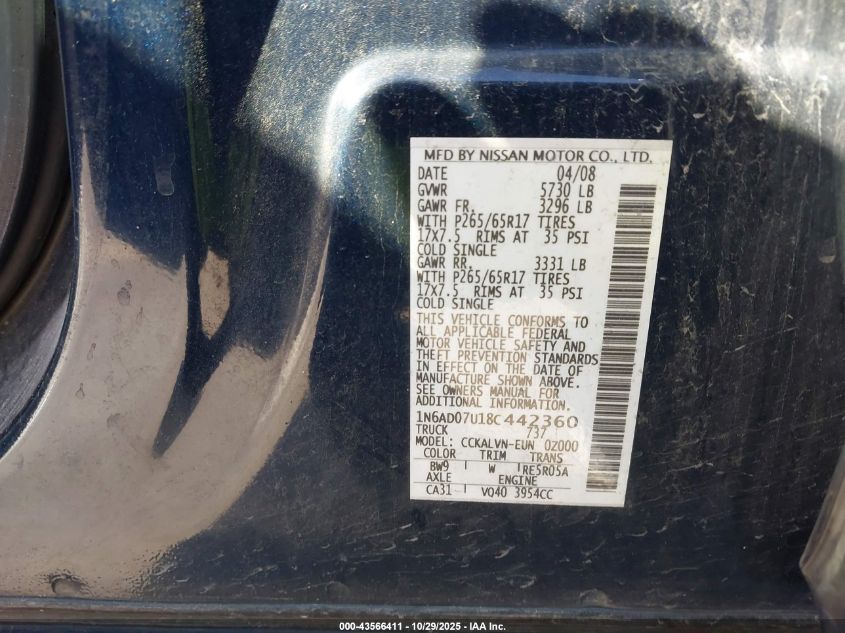 MFD BY NISSAN MOTOR CO., LTD.
DATE 04/08
GVWR 5730 LB
GAWR FR. 3296 LB
WITH P265/65R17 TIRES
17X7.5 RIMS AT 35 PSI
COLD SINGLE
GAWR RR. 3331 LB
WITH P265/65R17 TIRES
17X7.5 RIMS AT 35 PSI
COLD SINGLE
THIS VEHICLE CONFORMS TO
ALL APPLICABLE FEDERAL
MOTOR VEHICLE SAFETY AND
THEFT PREVENTION STANDARDS
IN EFFECT ON THE DATE OF
MANUFACTURE SHOWN ABOVE.
SEE OWNERS MANUAL FOR
ADDITIONAL INFORMATION.
1N6AD07U18C442360
TRUCK 737
MODEL: CCKALVN-EUN 0Z000
COLOR TRIM TRANS
BW9 W RE5R05A
AXLE ENGINE
CA31 VQ40 3954CC
000-43566411 - 10/29/2025 - IAA Inc.